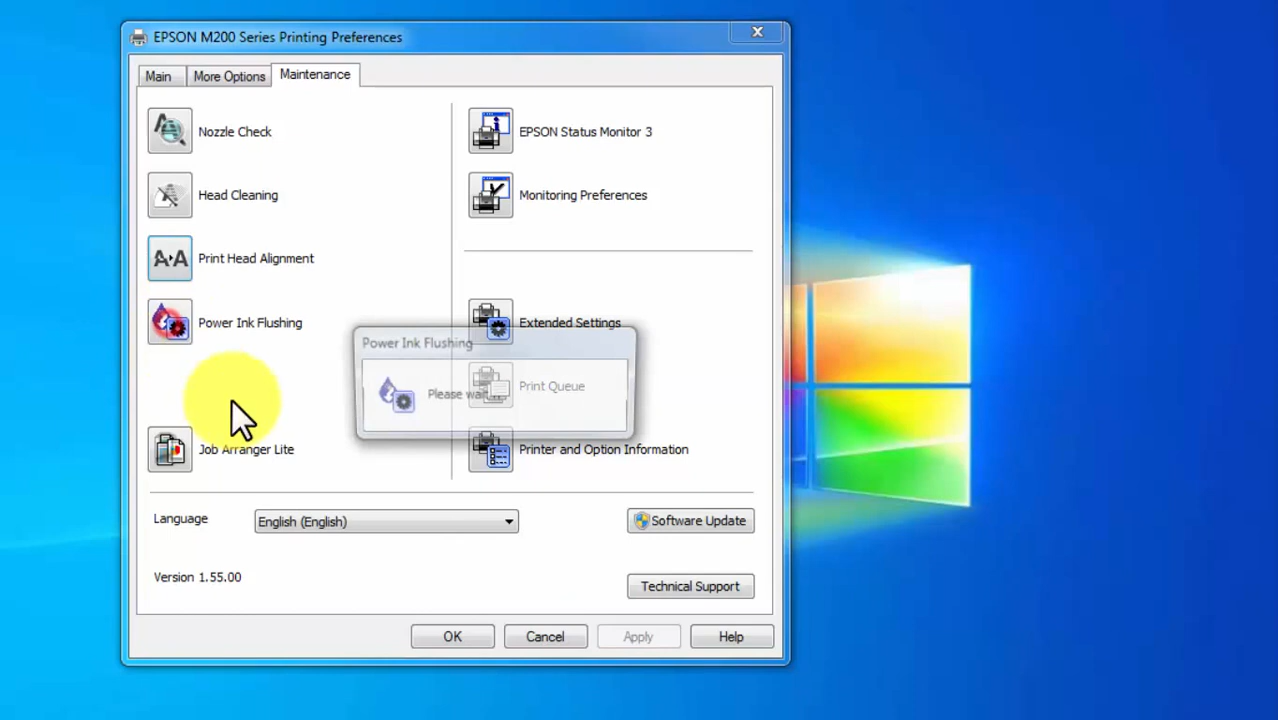 EPSON M200 Series Printing Preferences
Main
More Options
Maintenance
Nozzle Check
Head Cleaning
Print Head Alignment
Power Ink Flushing
Job Arranger Lite
EPSON Status Monitor 3
Monitoring Preferences
Extended Settings
Print Queue
Printer and Option Information
Power Ink Flushing
Please wait...
Language
English (English)
Software Update
Version 1.55.00
Technical Support
OK
Cancel
Apply
Help